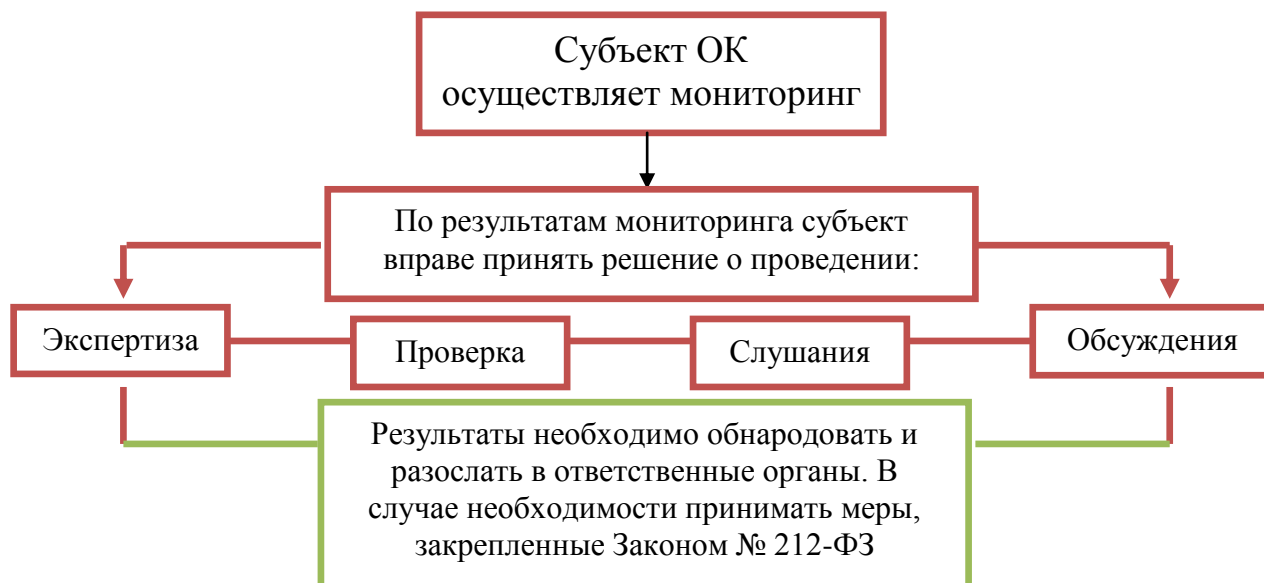 Субъект ОК
осуществляет мониторинг
По результатам мониторинга субъект
вправе принять решение о проведении:
Экспертиза
Проверка
Слушания
Обсуждения
Результаты необходимо обнародовать и
разослать в ответственные органы. В
случае необходимости принимать меры,
закрепленные Законом № 212-ФЗ